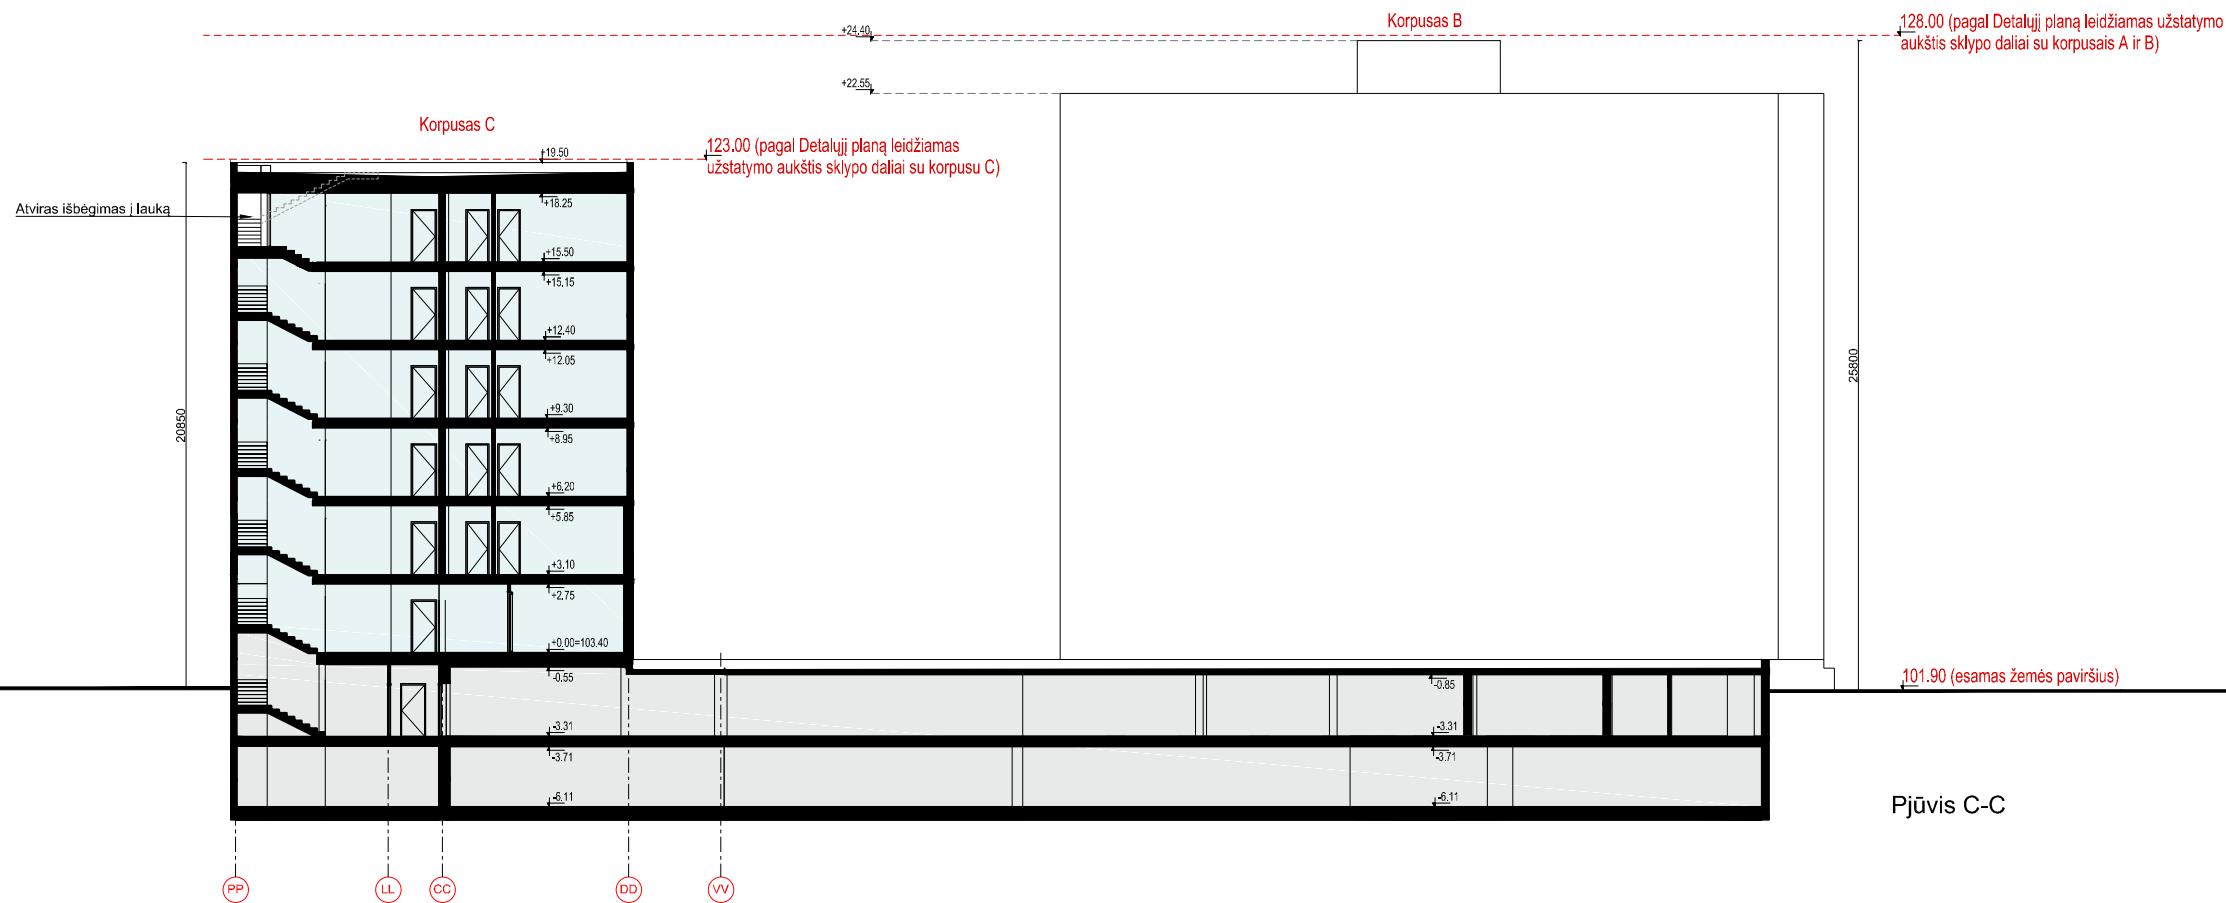 Korpusas B
128.00 (pagal Detalųjį planą leidžiamas užstatymo
aukštis sklypo daliai su korpusais A ir B)
+24.40
+22.55
Korpusas C
123.00 (pagal Detalųjį planą leidžiamas
užstatymo aukštis sklypo daliai su korpusu C)
+19.50
Atviras išbėgimas į lauką
+18.25
+15.50
+15.15
+12.40
+12.05
25800
+9.30
20850
+8.95
+6.20
+5.85
+3.10
+2.75
+0.00=103.40
-0.55
-0.85
101.90 (esamas žemės paviršius)
-3.31
-3.31
-3.71
-3.71
-6.11
-6.11
Pjūvis C-C
PP
LL
CC
DD
VV